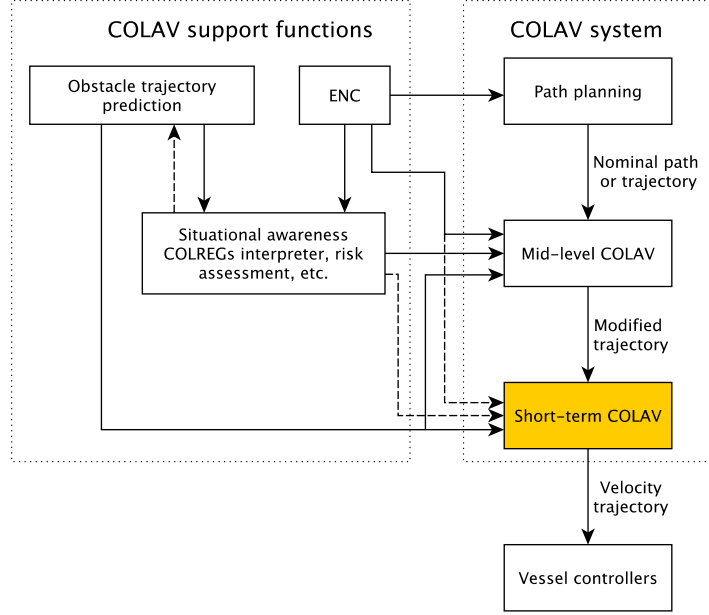 COLAV support functions
COLAV system
Obstacle trajectory
prediction
ENC
Path planning
Nominal path
or trajectory
Situational awareness
COLREGs interpreter, risk
assessment, etc.
Mid-level COLAV
Modified
trajectory
Short-term COLAV
Velocity
trajectory
Vessel controllers